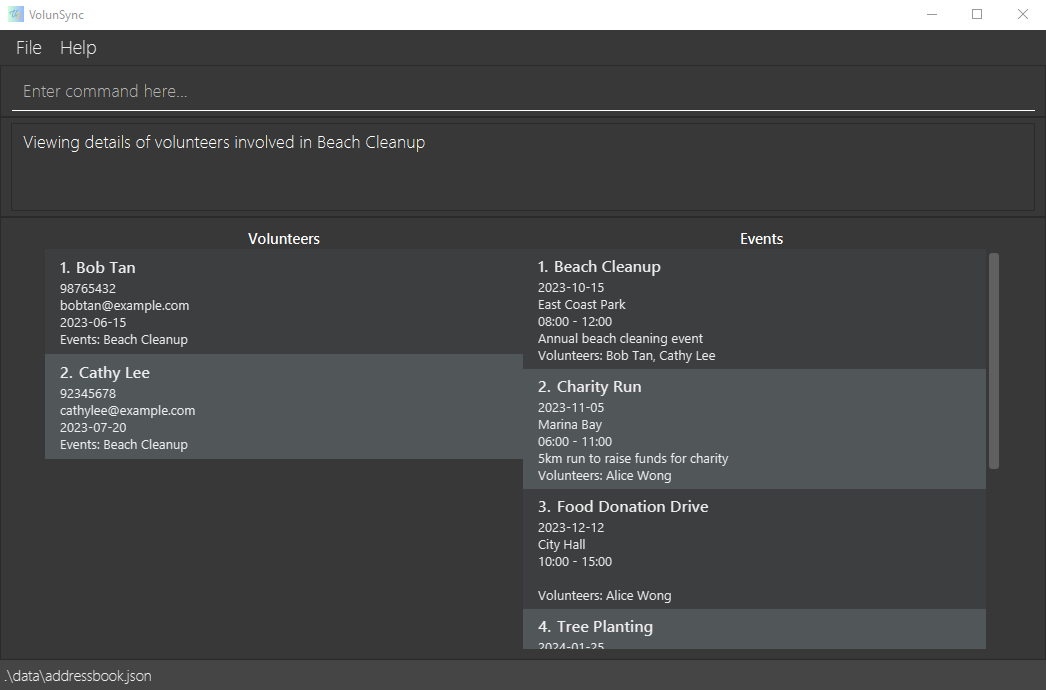 VolunSync
File Help
Enter command here...
Viewing details of volunteers involved in Beach Cleanup
Volunteers
1. Bob Tan
98765432
bobtan@example.com
2023-06-15
Events: Beach Cleanup
2. Cathy Lee
92345678
cathylee@example.com
2023-07-20
Events: Beach Cleanup
Events
1. Beach Cleanup
2023-10-15
East Coast Park
08:00 - 12:00
Annual beach cleaning event
Volunteers: Bob Tan, Cathy Lee
2. Charity Run
2023-11-05
Marina Bay
06:00 - 11:00
5km run to raise funds for charity
Volunteers: Alice Wong
3. Food Donation Drive
2023-12-12
City Hall
10:00 - 15:00
Volunteers: Alice Wong
4. Tree Planting
2024-01-25
.\data\addressbook.json